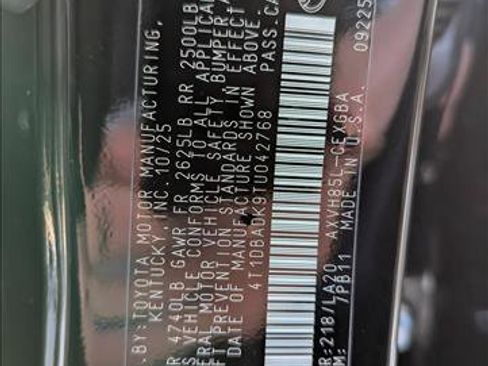 .BY:TOYOTA MOTOR MANUFACTURING,
KENTUCKY, INC. 10/25
R 4740LB GAWR FR 2625LB RR 2500LB
S VEHICLE CONFORMS TO ALL APPLICA
ERAL MOTOR VEHICLE SAFETY, BUMPER,
FT PREVENTION STANDARDS IN EFFECT
DATE OF MANUFACTURE SHOWN ABOVE.
4T1DBADK9TU042768 PASS.CA
R:218/LA20 AXVH85L-CEXGBA
M: 7PB11 MADE IN U.S.A. 09225